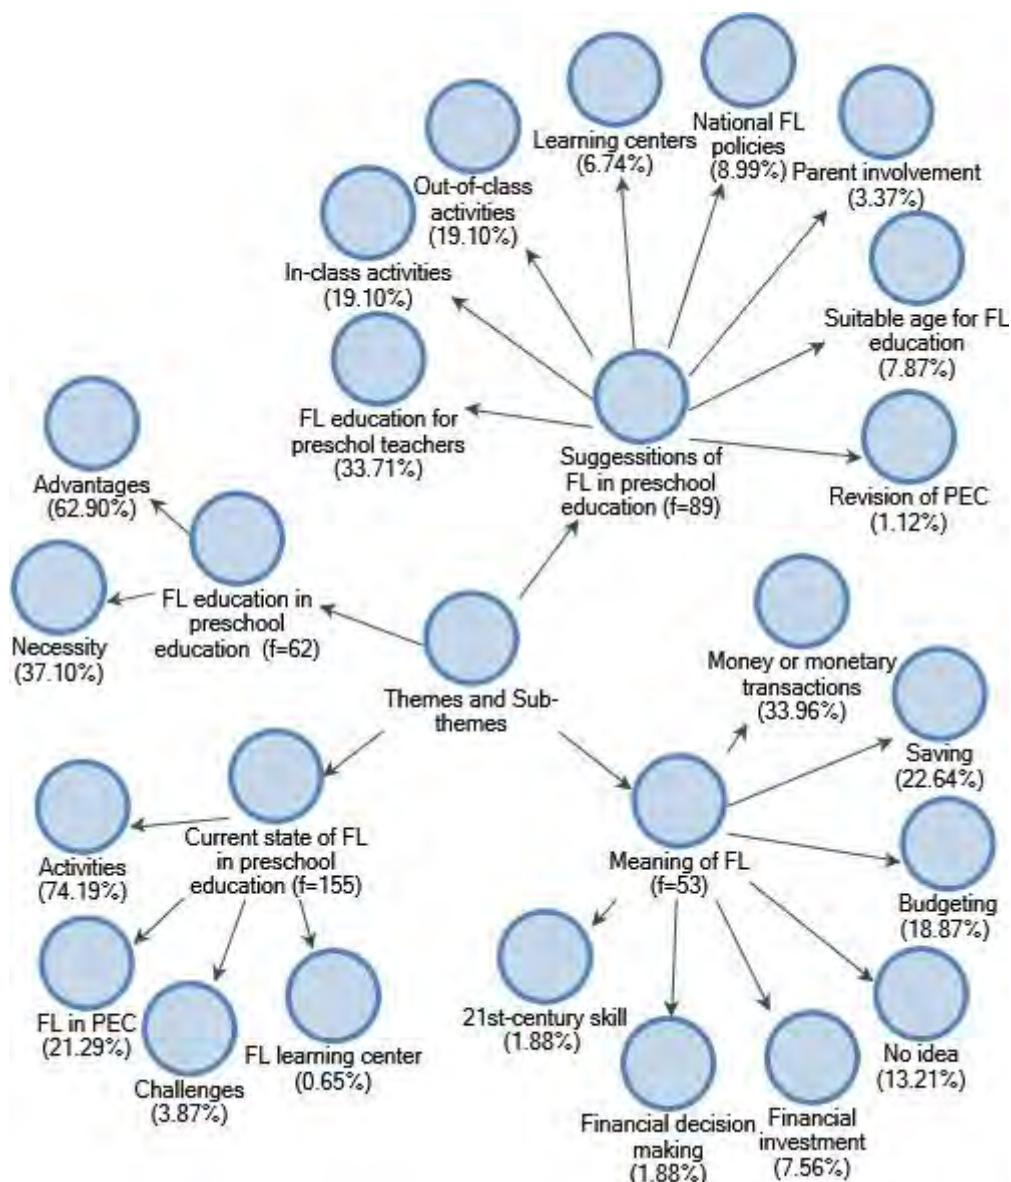 Learning centers
(6.74%)
National FL
policies
(8.99%)
Parent involvement
(3.37%)
Out-of-class
activities
(19.10%)
In-class activities
(19.10%)
Suitable age for FL
education
(7.87%)
FL education for
preschol teachers
(33.71%)
Suggessitions of
FL in preschool
education (f=89)
Revision of PEC
(1.12%)
Advantages
(62.90%)
FL education in
preschool
education (f=62)
Necessity
(37.10%)
Themes and Sub-
themes
Money or monetary
transactions
(33.96%)
Saving
(22.64%)
Current state of FL
in preschool
education (f=155)
Activities
(74.19%)
Meaning of FL
(f=53)
Budgeting
(18.87%)
FL in PEC
(21.29%)
Challenges
(3.87%)
FL learning center
(0.65%)
21st-century skill
(1.88%)
No idea
(13.21%)
Financial decision
making
(1.88%)
Financial
investment
(7.56%)